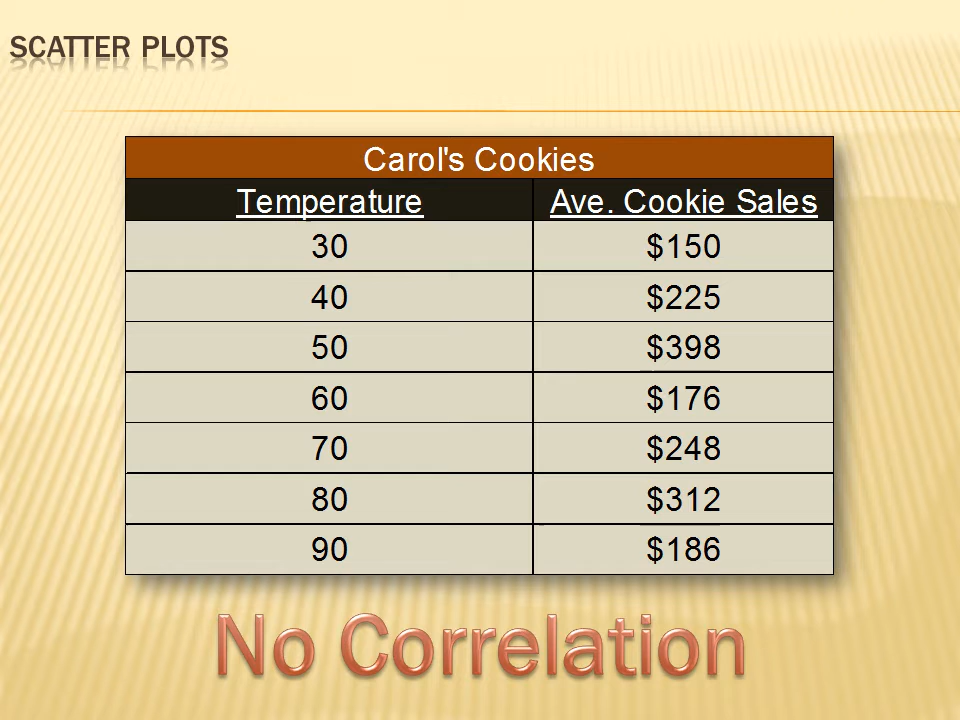 SCATTER PLOTS
Carol's Cookies
Temperature Ave. Cookie Sales
30 $150
40 $225
50 $398
60 $176
70 $248
80 $312
90 $186
No Correlation